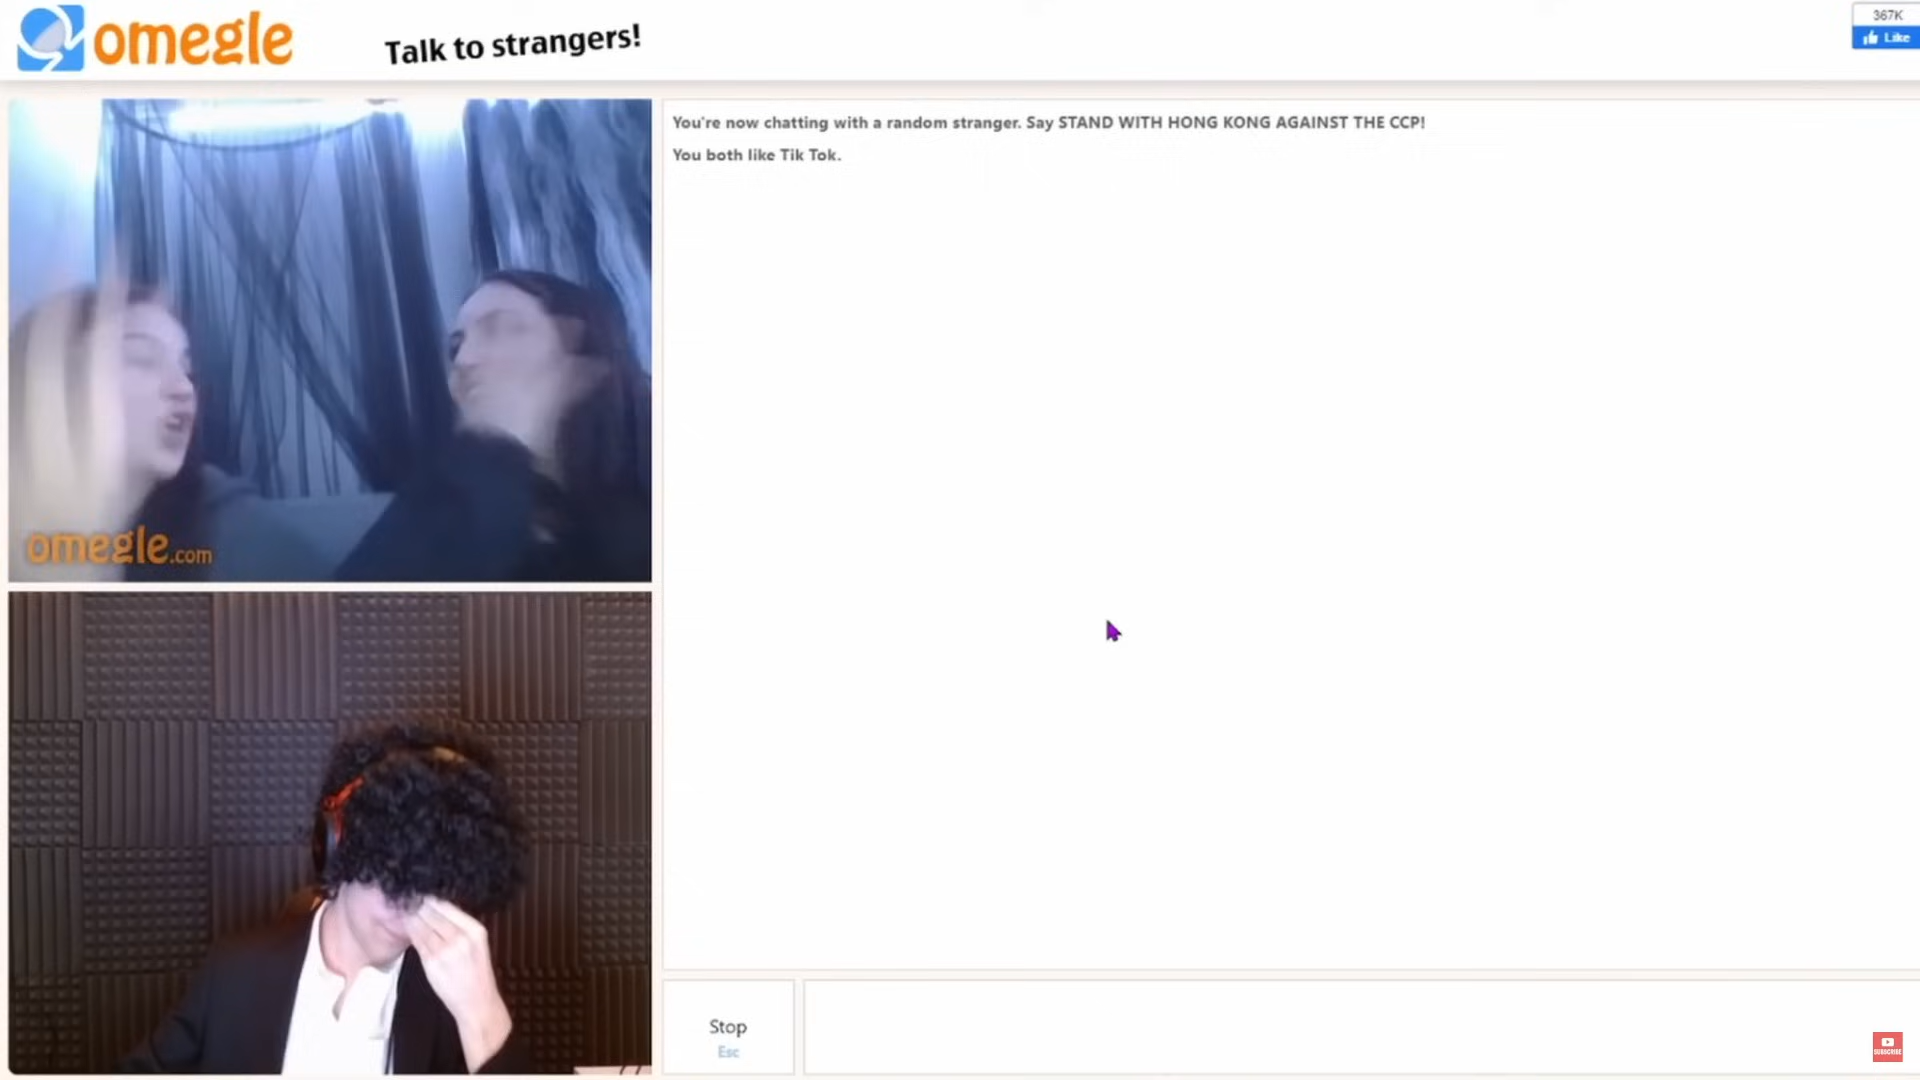 omegle
Talk to strangers!
367K
Like
You're now chatting with a random stranger. Say STAND WITH HONG KONG AGAINST THE CCP!
You both like Tik Tok.
omegle.com
Stop
Esc
SUBSCRIBE